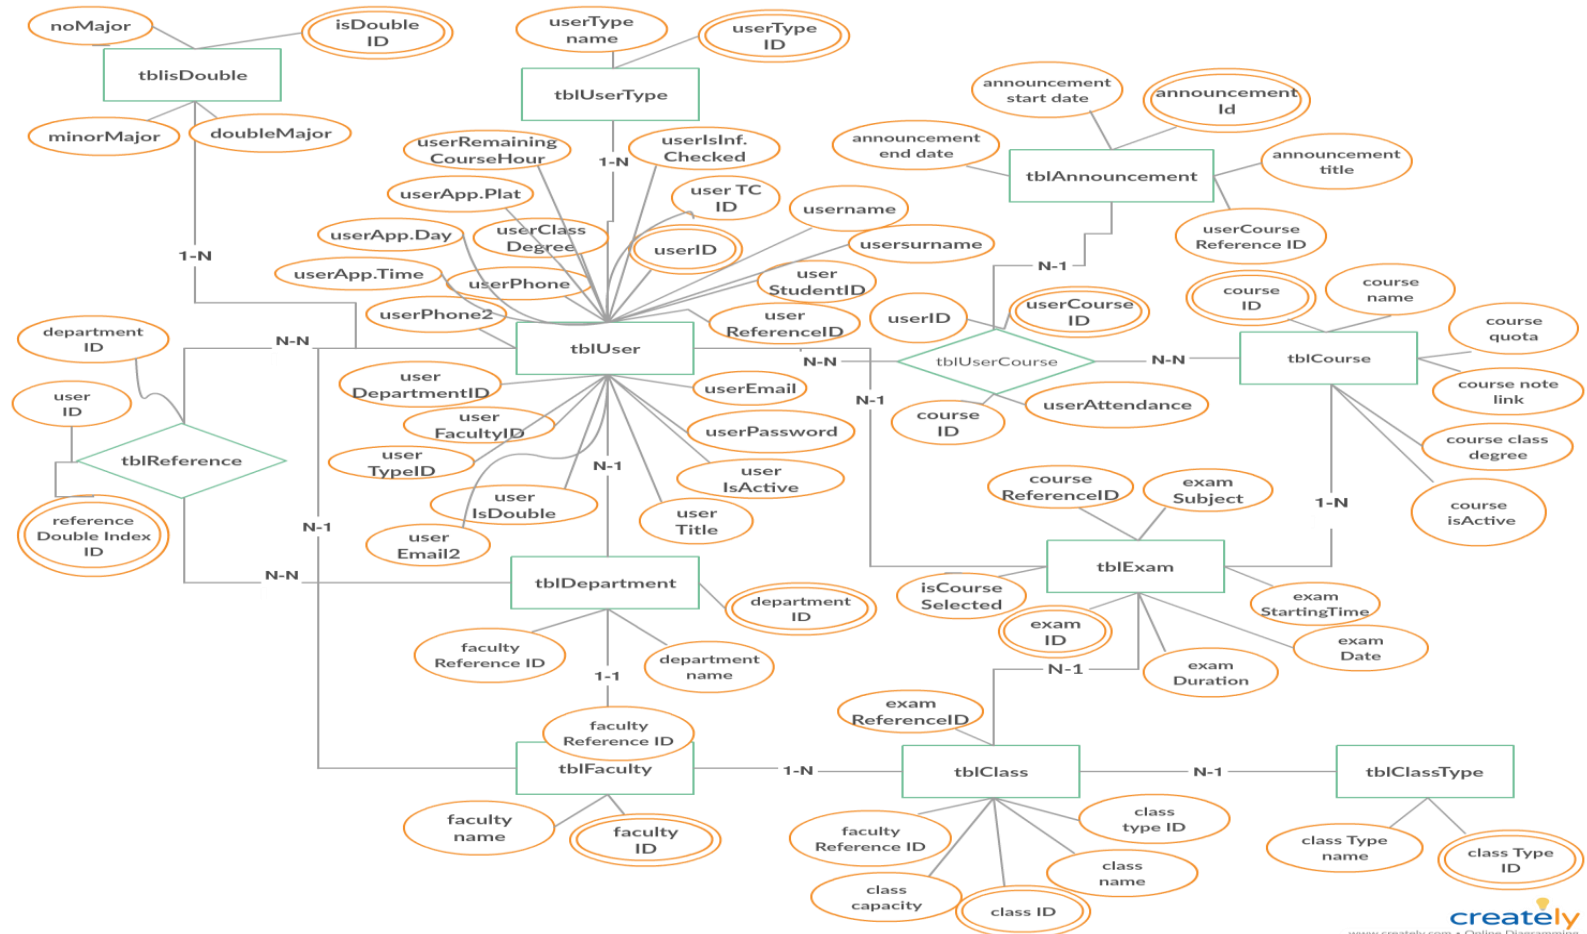 noMajor
isDouble
ID
tblisDouble
minorMajor
doubleMajor
1-N
userType
name
userType
ID
tblUserType
1-N
userRemaining
CourseHour
userIsInf.
Checked
userApp.Plat
user TC
ID
userApp.Day
userClass
Degree
userID
username
usersurname
userApp.Time
userPhone
user
StudentID
userPhone2
user
ReferenceID
tblUser
announcement
start date
announcement
Id
announcement
end date
tblAnnouncement
announcement
title
userCourse
Reference ID
N-1
userID
userCourse
ID
tblUserCourse
N-N
N-N
course
ID
userAttendance
course
ID
course
name
course
quota
tblCourse
course note
link
course class
degree
course
isActive
1-N
department
ID
user
ID
tblReference
reference
Double Index
ID
N-N
N-N
N-1
user
DepartmentID
user
FacultyID
user
TypeID
user
IsDouble
user
Email2
N-1
userEmail
userPassword
user
IsActive
user
Title
N-1
course
ReferenceID
exam
Subject
tblExam
isCourse
Selected
exam
ID
exam
StartingTime
exam
Date
exam
Duration
N-1
tblDepartment
department
ID
faculty
Reference ID
department
name
1-1
faculty
Reference ID
tblFaculty
faculty
name
faculty
ID
1-N
exam
ReferenceID
tblClass
faculty
Reference ID
class
capacity
class ID
class
name
class
type ID
N-1
tblClassType
class Type
name
class Type
ID
creately
www.creately.com • Online Diagramming